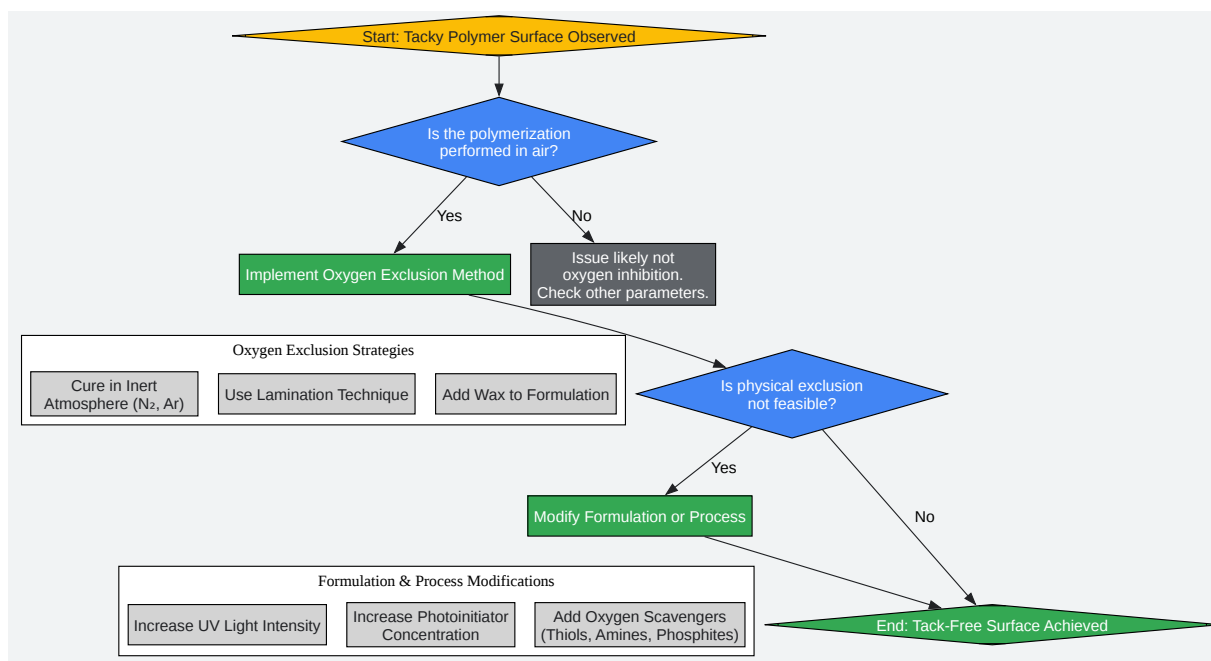 Start: Tacky Polymer Surface Observed
Is the polymerization
performed in air?
Yes
No
Implement Oxygen Exclusion Method
Issue likely not
oxygen inhibition.
Check other parameters.
Oxygen Exclusion Strategies
Cure in Inert
Atmosphere (N₂, Ar)
Use Lamination Technique
Add Wax to Formulation
Is physical exclusion
not feasible?
Yes
No
Modify Formulation or Process
Formulation & Process Modifications
Increase UV Light Intensity
Increase Photoinitiator
Concentration
Add Oxygen Scavengers
(Thiols, Amines, Phosphites)
End: Tack-Free Surface Achieved